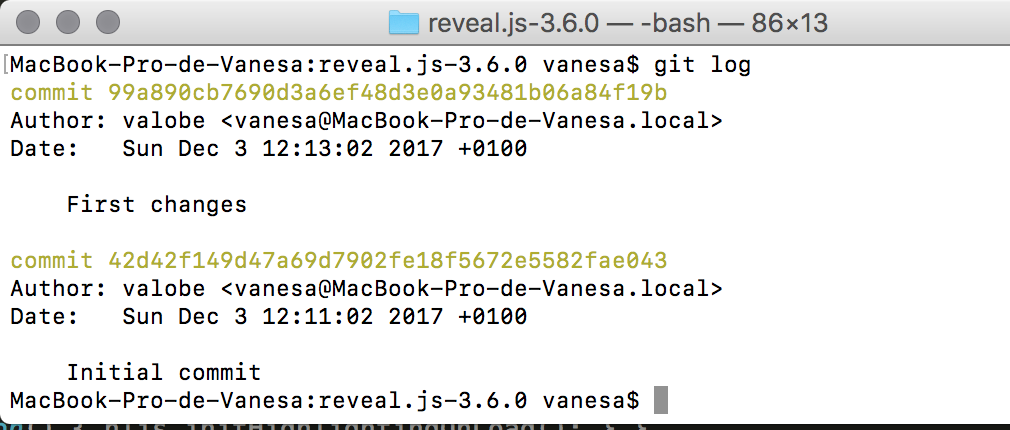 reveal.js-3.6.0 — -bash — 86×13
[MacBook-Pro-de-Vanesa:reveal.js-3.6.0 vanesa$ git log
commit 99a890cb7690d3a6ef48d3e0a93481b06a84f19b
Author: valobe <vanesa@MacBook-Pro-de-Vanesa.local>
Date:   Sun Dec 3 12:13:02 2017 +0100
First changes
commit 42d42f149d47a69d7902fe18f5672e5582fae043
Author: valobe <vanesa@MacBook-Pro-de-Vanesa.local>
Date:   Sun Dec 3 12:11:02 2017 +0100
Initial commit
MacBook-Pro-de-Vanesa:reveal.js-3.6.0 vanesa$